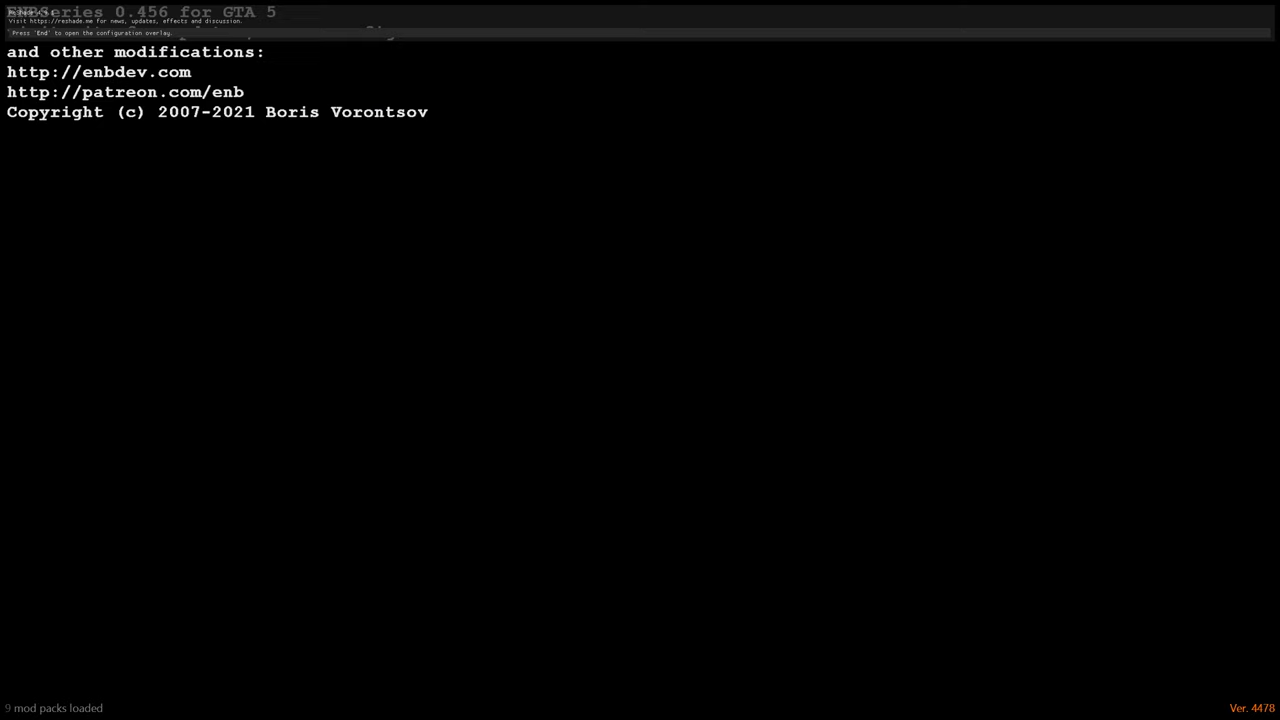 ENBSeries 0.456 for GTA 5
Visit https://reshade.me for news, updates, effects and discussion.
Press 'End' to open the configuration overlay.
and other modifications:
http://enbdev.com
http://patreon.com/enb
Copyright (c) 2007-2021 Boris Vorontsov
9 mod packs loaded
Ver. 4478